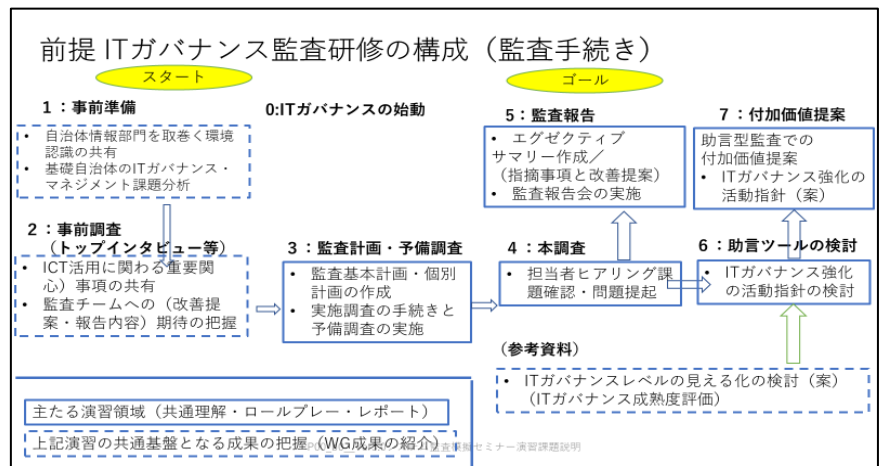 前提 ITガバナンス監査研修の構成（監査手続き）
スタート
ゴール
1：事前準備
0:ITガバナンスの始動
• 自治体情報部門を取巻く環境
認識の共有
• 基礎自治体のITガバナンス・
マネジメント課題分析
2：事前調査
（トップインタビュー等）
• ICT活用に関わる重要関
心）事項の共有
• 監査チームへの（改善提
案・報告内容）期待の把握
3：監査計画・予備調査
• 監査基本計画・個別
計画の作成
• 実施調査の手続きと
予備調査の実施
4：本調査
• 担当者ヒアリング課
題確認・問題提起
5：監査報告
• エグゼクティブ
サマリー作成／
（指摘事項と改善提案）
• 監査報告会の実施
6：助言ツールの検討
• ITガバナンス強化
の活動指針の検討
7：付加価値提案
助言型監査での
付加価値提案
• ITガバナンス強化の
活動指針（案）
（参考資料）
• ITガバナンスレベルの見える化の検討（案）
（ITガバナンス成熟度評価）
主たる演習領域（共通理解・ロールプレー・レポート）
上記演習の共通基盤となる成果の把握（WG成果の紹介）
監査模擬セミナー演習課題説明